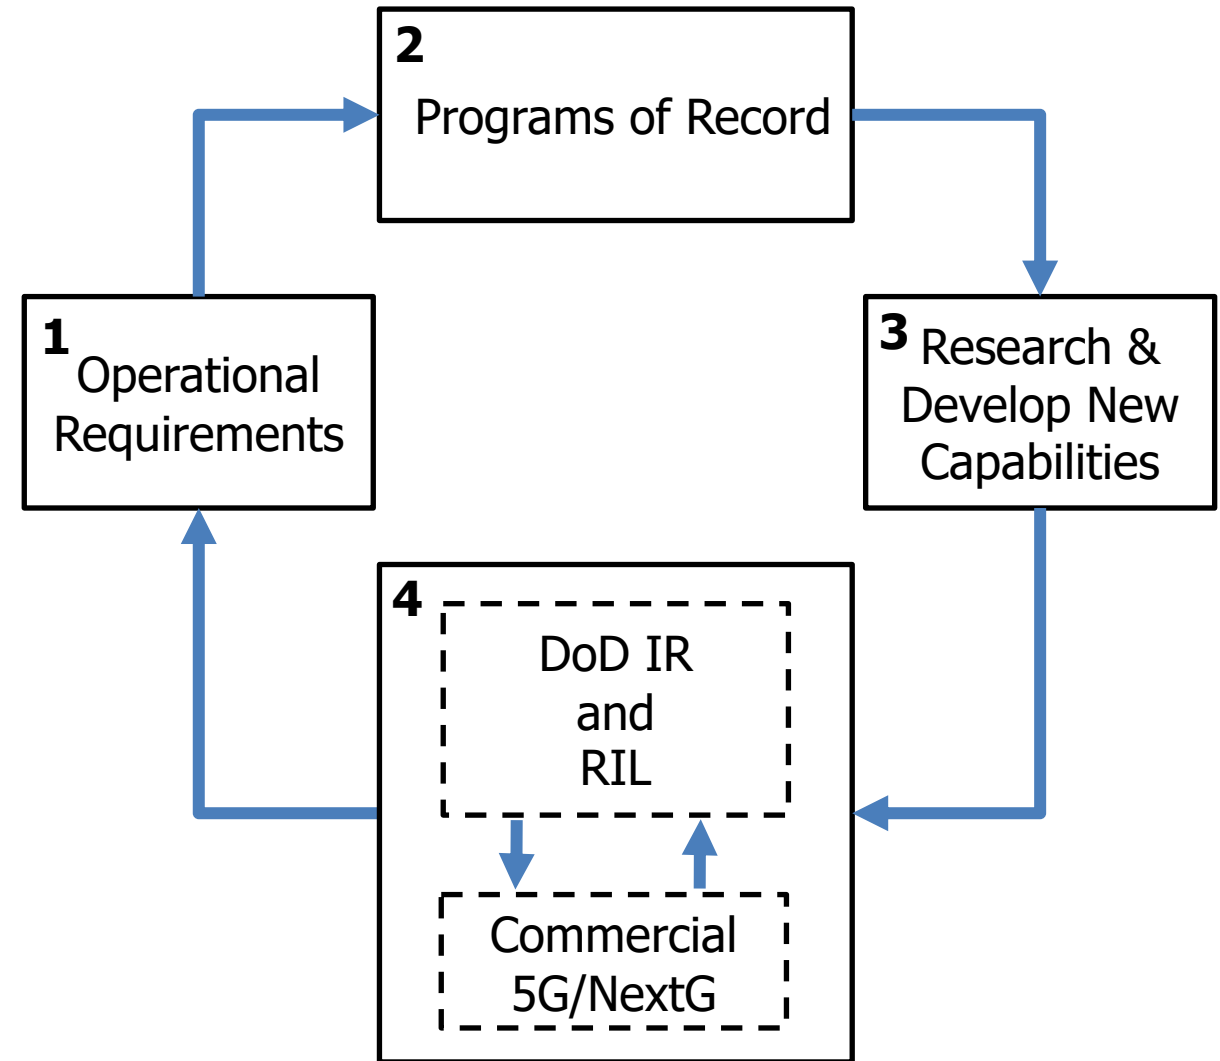 1
Operational
Requirements
2
Programs of Record
3
Research &
Develop New
Capabilities
4
DoD IR
and
RIL
Commercial
5G/NextG